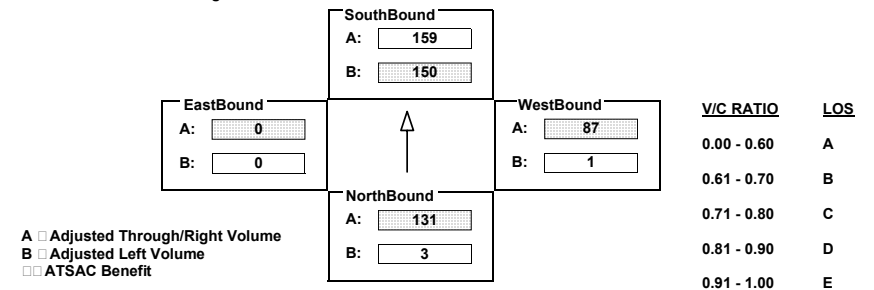 SouthBound
A: 159
B: 150
EastBound
A: 0
B: 0
WestBound
A: 87
B: 1
NorthBound
A: 131
B: 3
A □ Adjusted Through/Right Volume
B □ Adjusted Left Volume
□□ ATSAC Benefit
V/C RATIO LOS
0.00 - 0.60 A
0.61 - 0.70 B
0.71 - 0.80 C
0.81 - 0.90 D
0.91 - 1.00 E